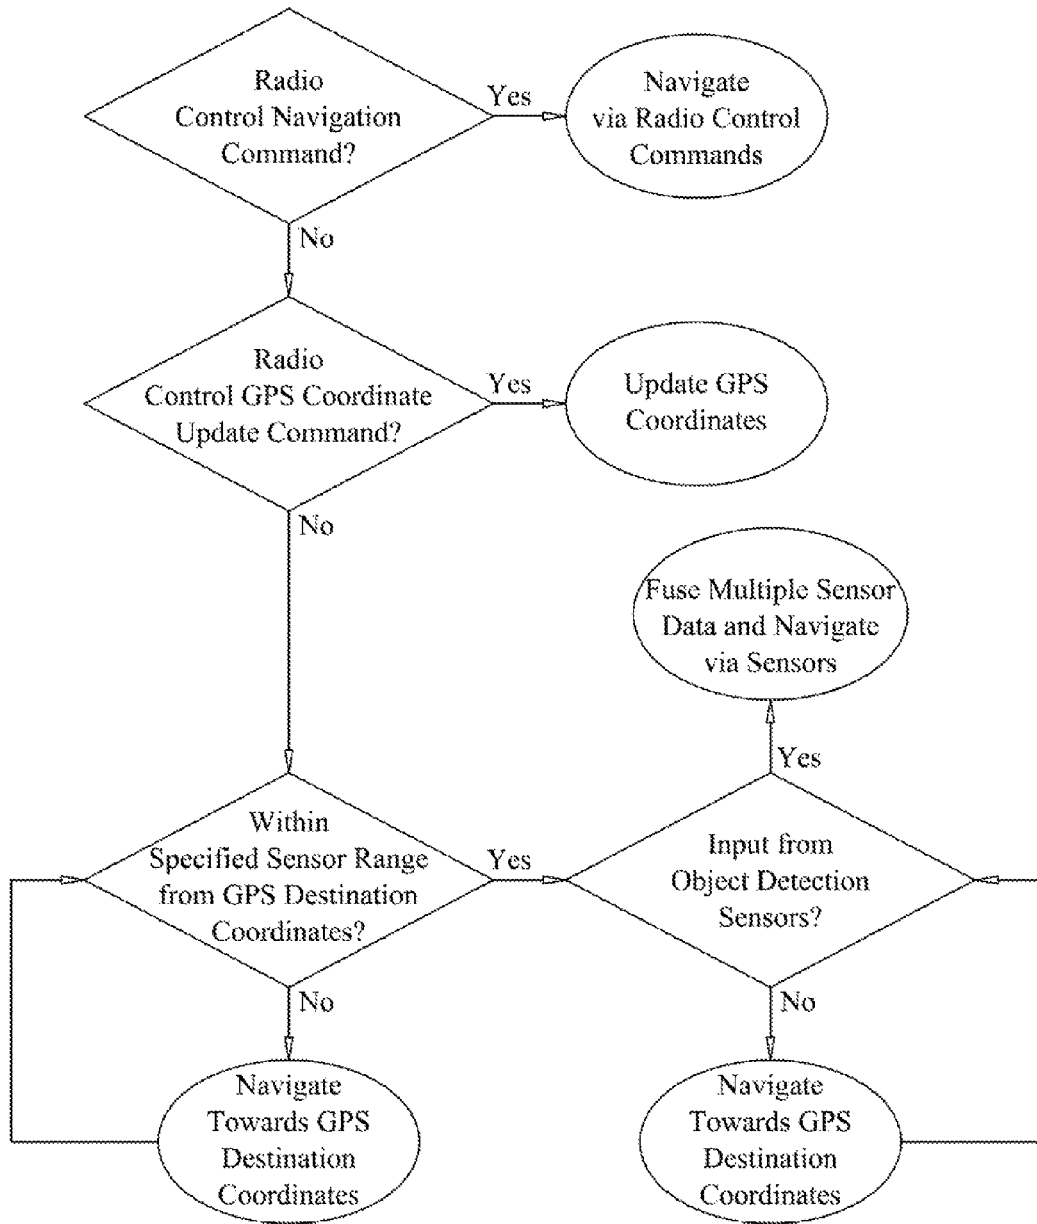 Radio
Control Navigation
Command?
Yes
Navigate
via Radio Control
Commands
No
Radio
Control GPS Coordinate
Update Command?
Yes
Update GPS
Coordinates
No
Fuse Multiple Sensor
Data and Navigate
via Sensors
Yes
Within
Specified Sensor Range
from GPS Destination
Coordinates?
Yes
Input from
Object Detection
Sensors?
No
No
Navigate
Towards GPS
Destination
Coordinates
Navigate
Towards GPS
Destination
Coordinates